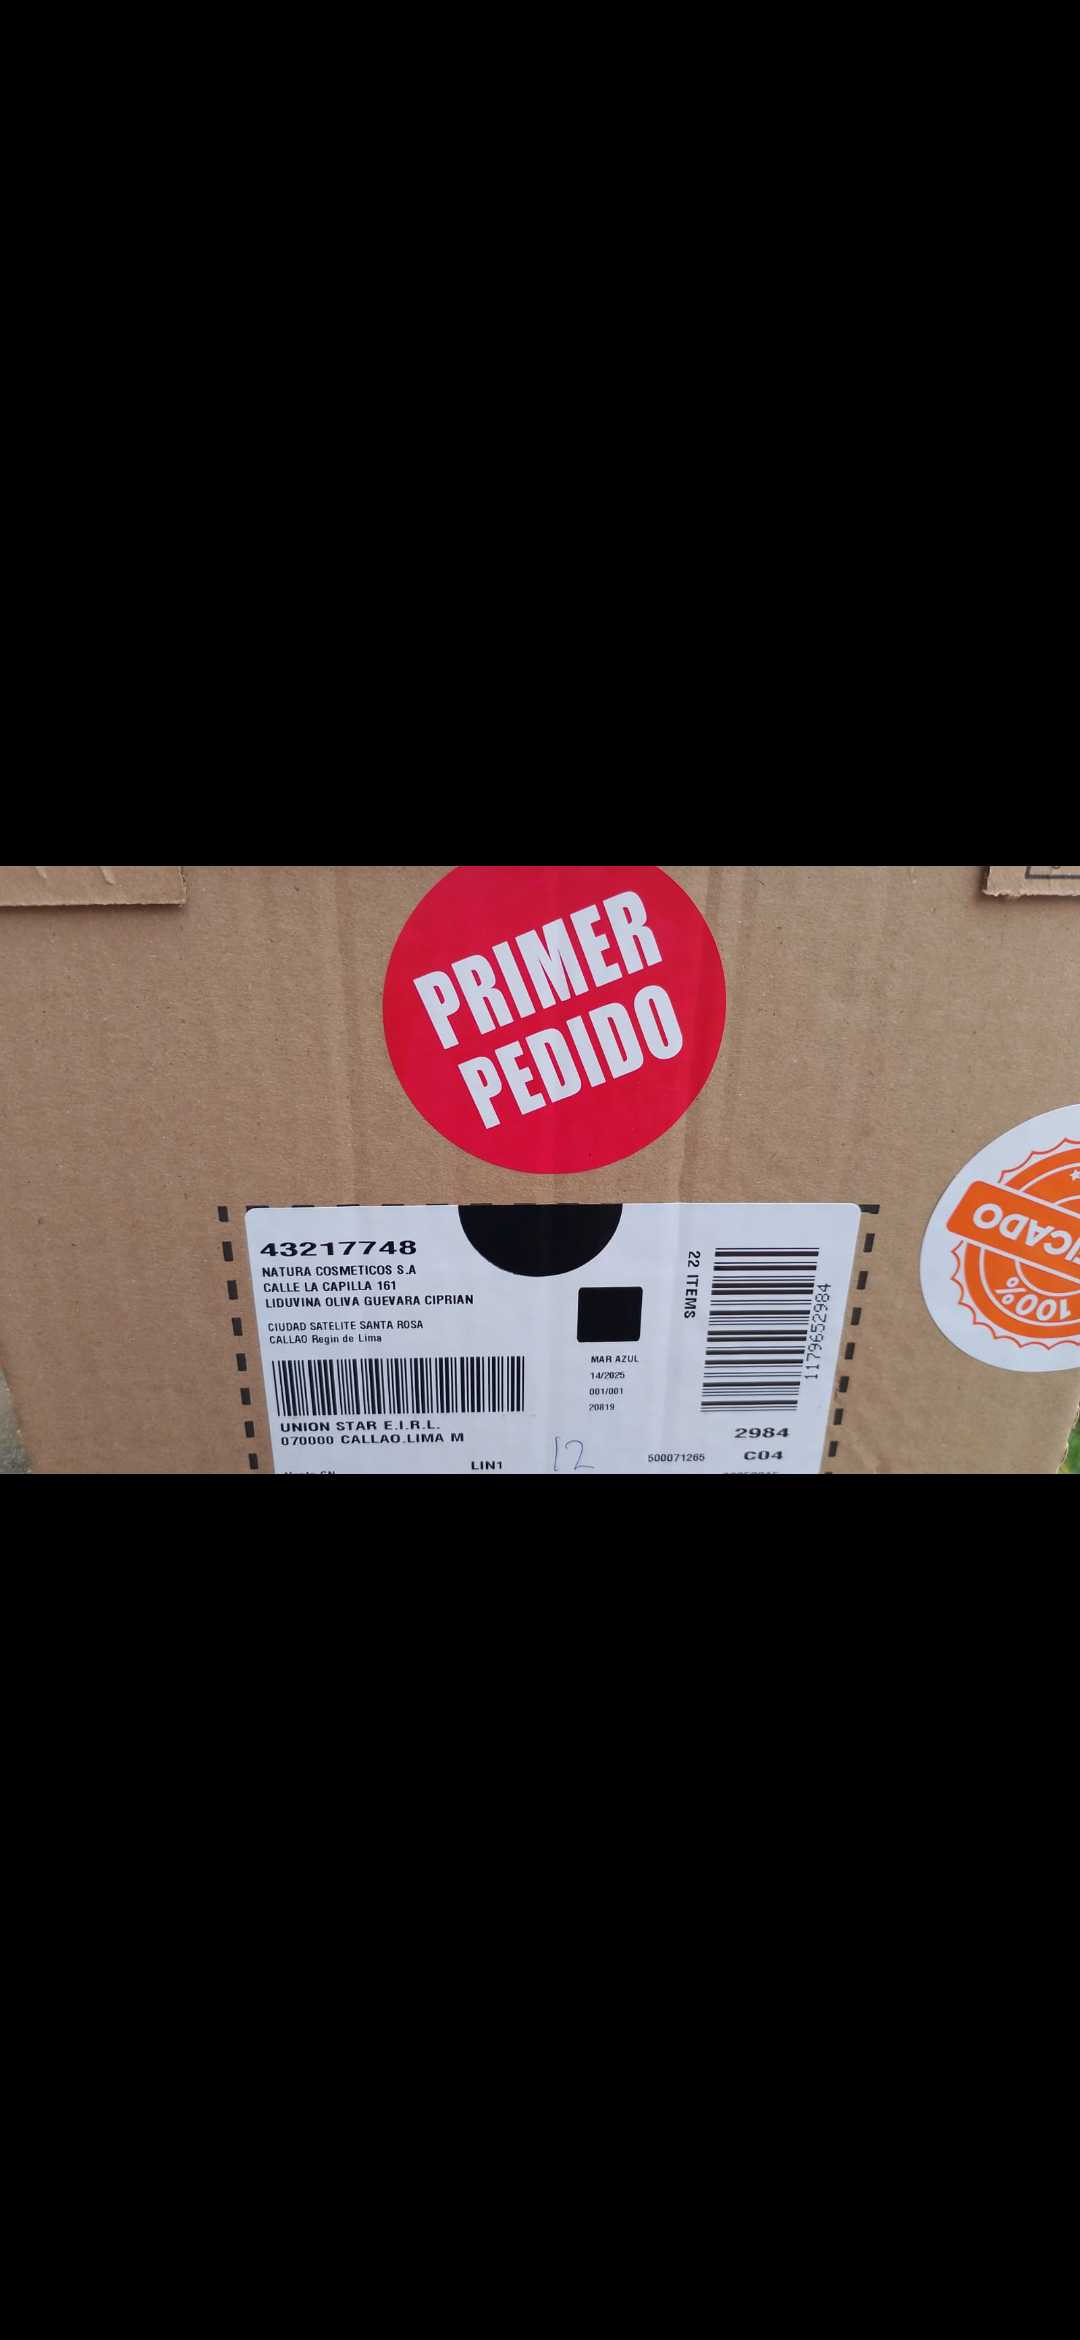 PRIMER
PEDIDO
43217748
NATURA COSMETICOS S.A
CALLE LA CAPILLA 161
LIDUVINA OLIVA GUEVARA CIPRIAN
CIUDAD SATELITE SANTA ROSA
CALLAO Regin de Lima
UNION STAR E.I.R.L.
070000 CALLAO.LIMA M
LIN1
MAR AZUL
14/2025
001/001
20819
12
22 ITEMS
1179652984
2984
500071265
C04
100%